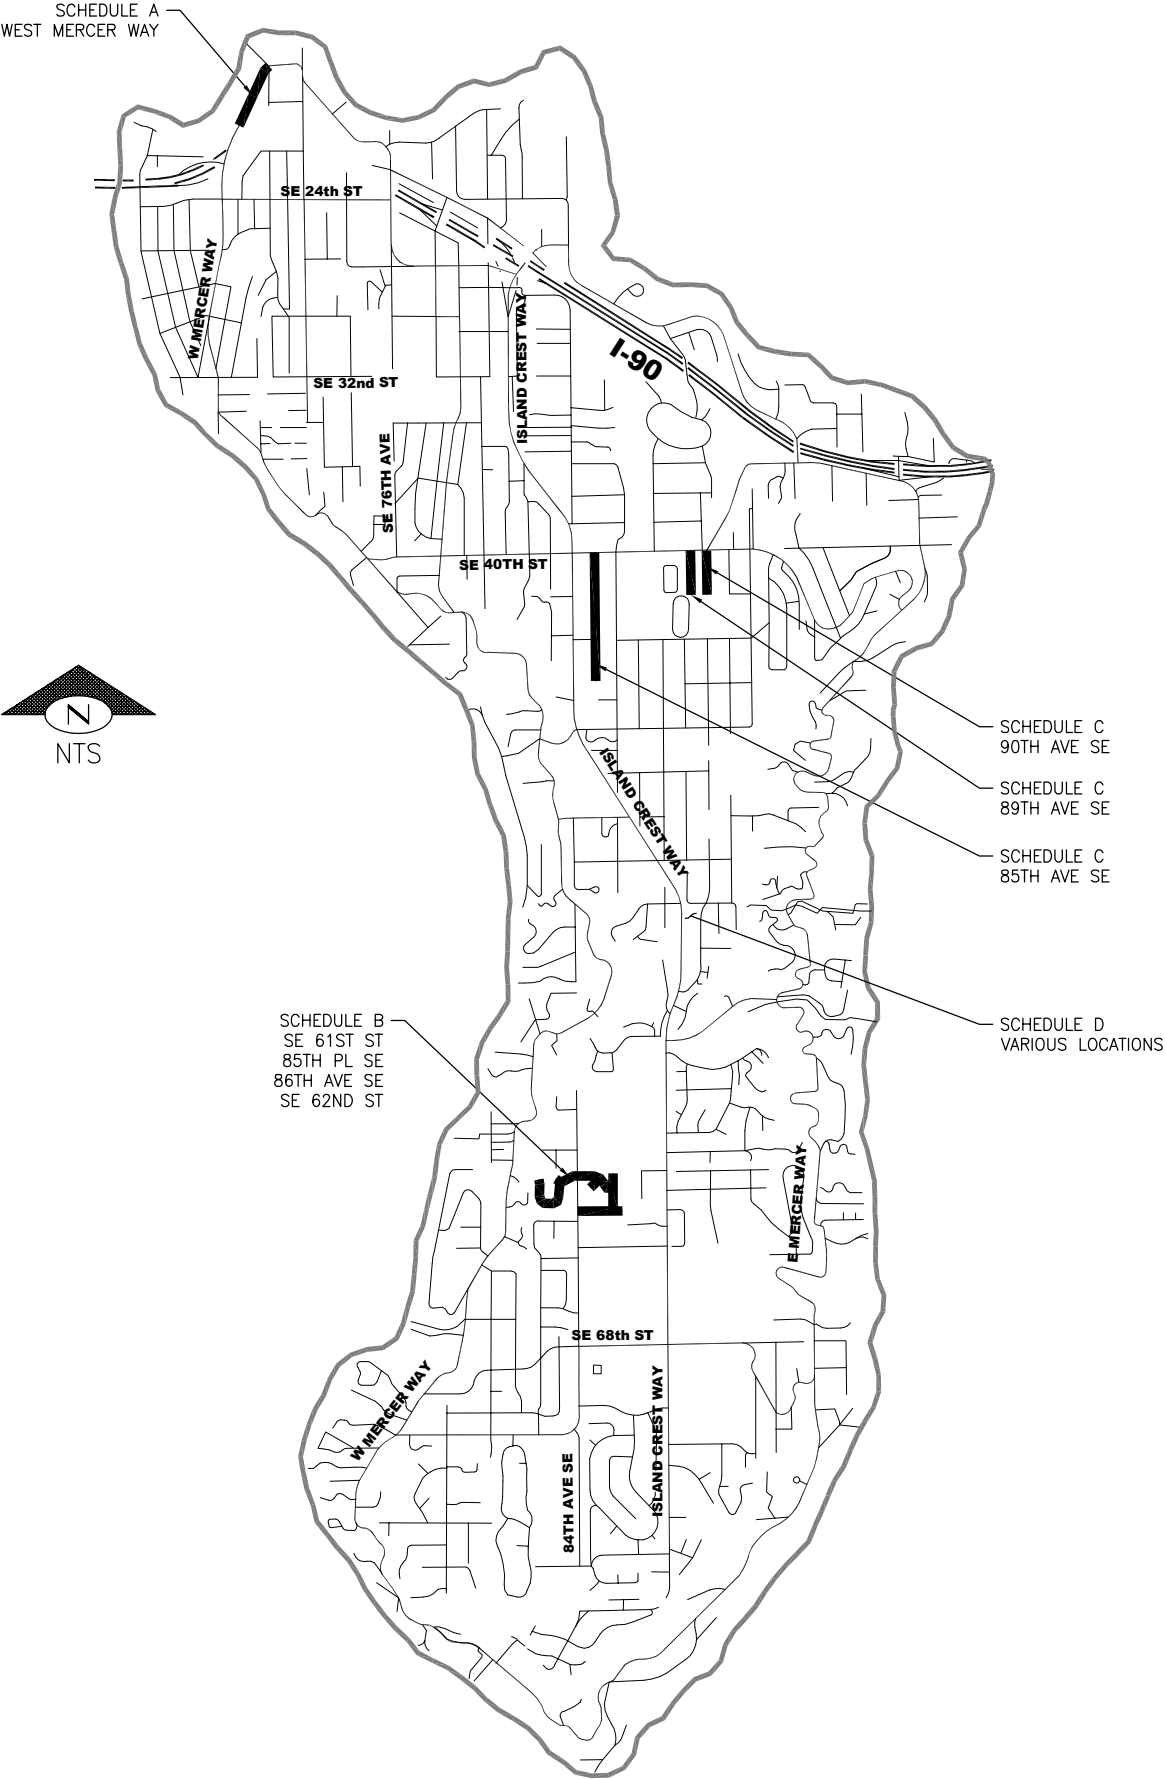 SCHEDULE A
WEST MERCER WAY
SE 24th ST
W MERCER WAY
ISLAND CREST WAY
I-90
SE 32nd ST
SE 76TH AVE
SE 40TH ST
N
NTS
SCHEDULE C
90TH AVE SE
SCHEDULE C
89TH AVE SE
ISLAND CREST WAY
SCHEDULE C
85TH AVE SE
SCHEDULE B
SE 61ST ST
85TH PL SE
86TH AVE SE
SE 62ND ST
SCHEDULE D
VARIOUS LOCATIONS
E MERCER WAY
SE 68th ST
W MERCER WAY
ISLAND CREST WAY
84TH AVE SE